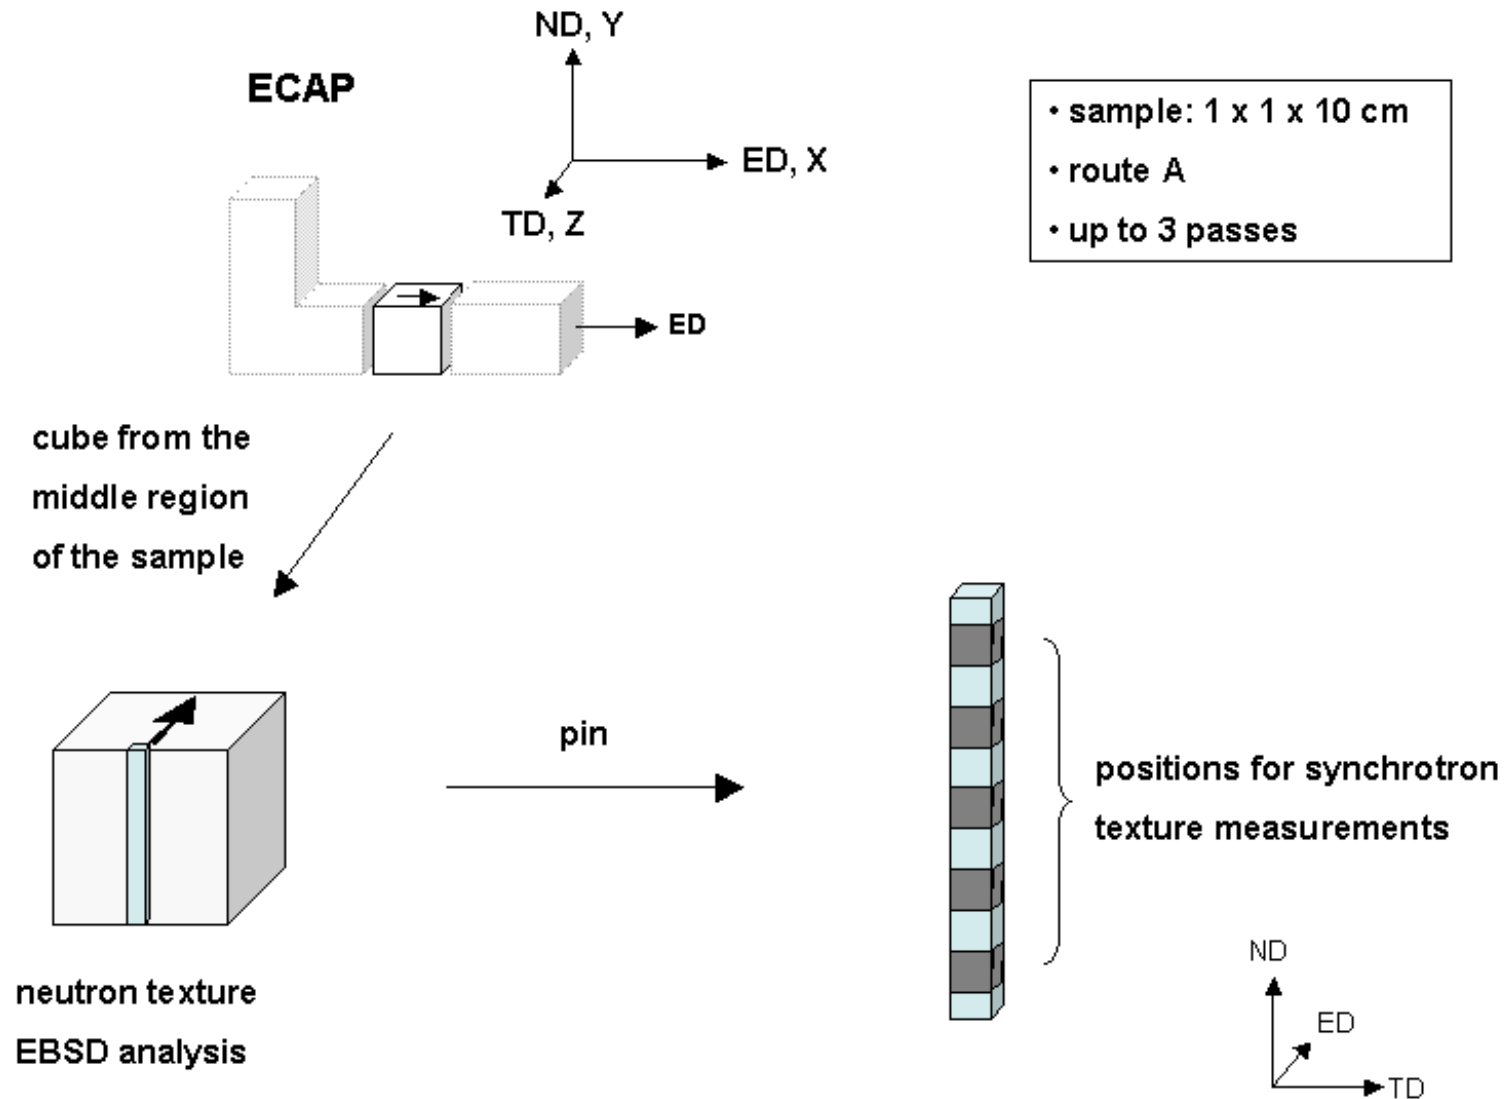 ND, Y
ECAP
ED, X
TD, Z
• sample: 1 x 1 x 10 cm
• route A
• up to 3 passes
ED
cube from the
middle region
of the sample
pin
positions for synchrotron
texture measurements
neutron texture
EBSD analysis
ND
ED
TD